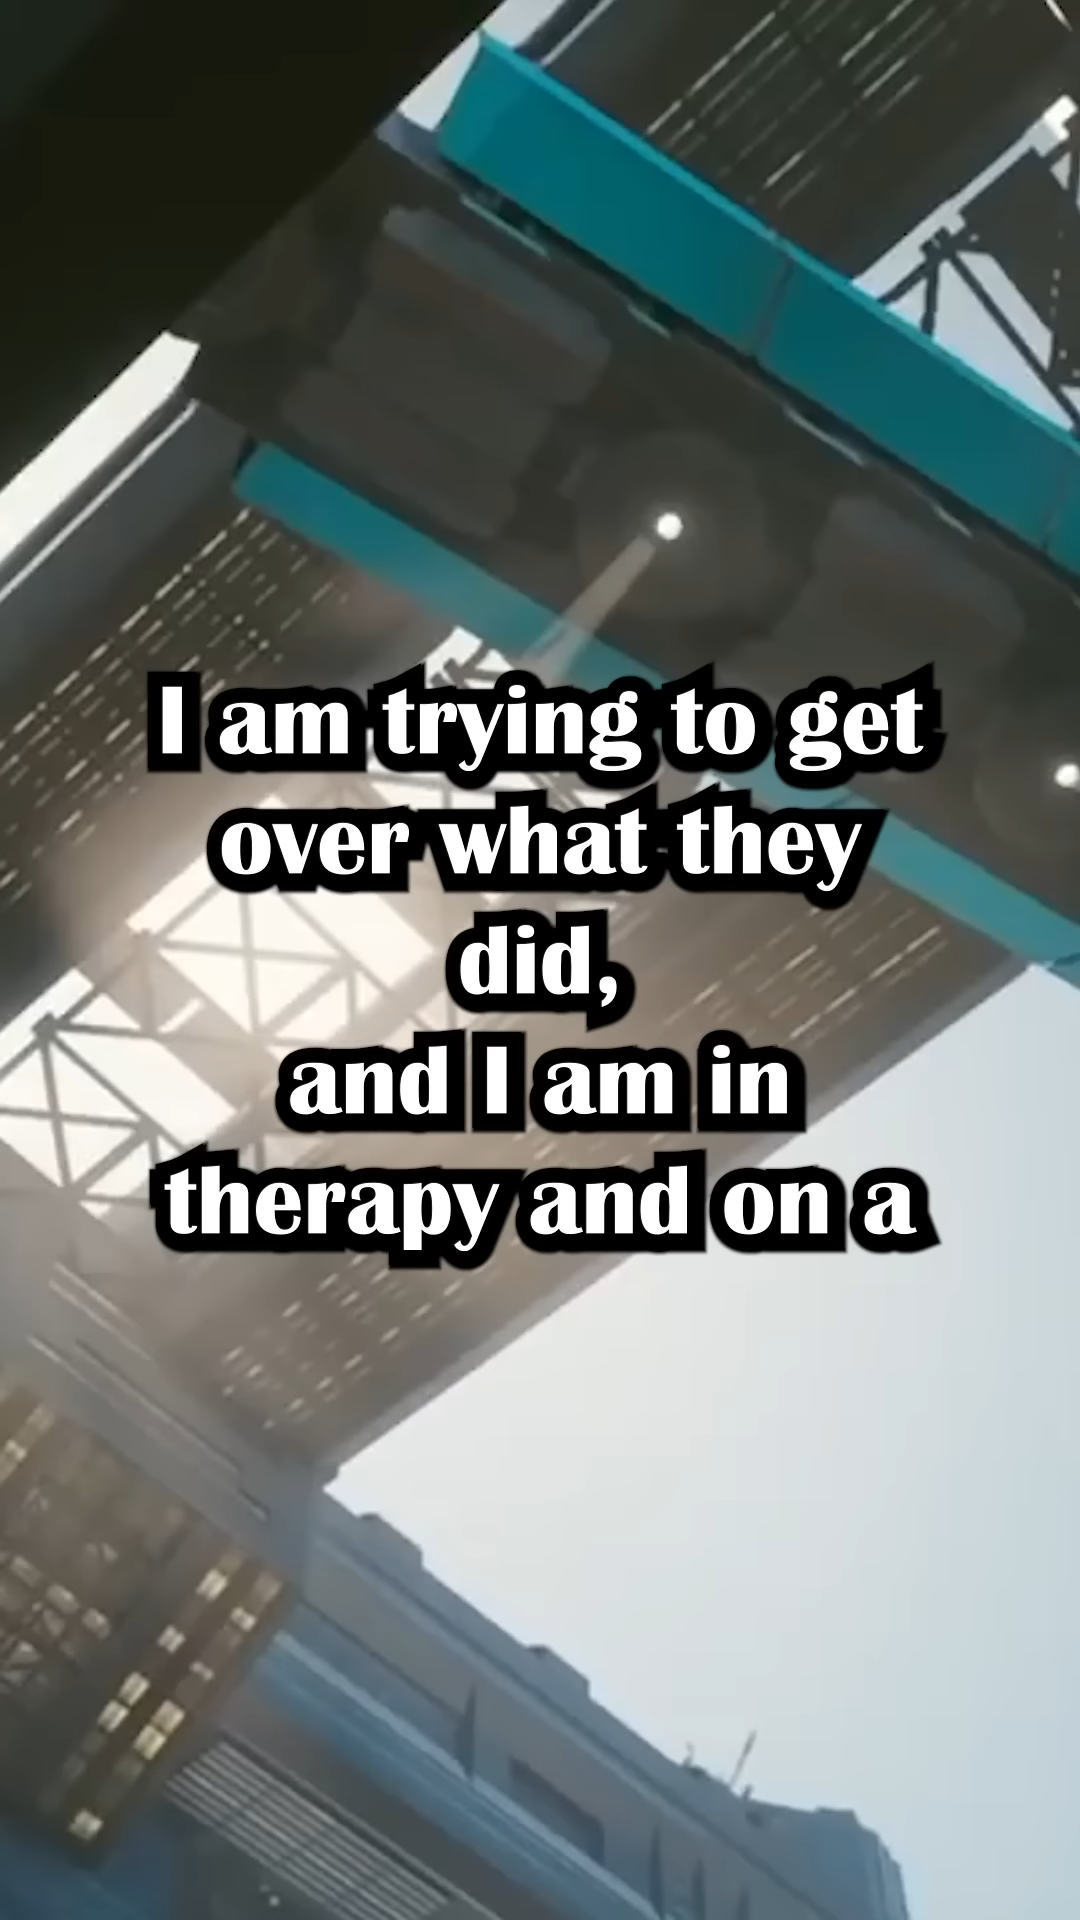 I am trying to get
over what they
did,
and I am in
therapy and on a